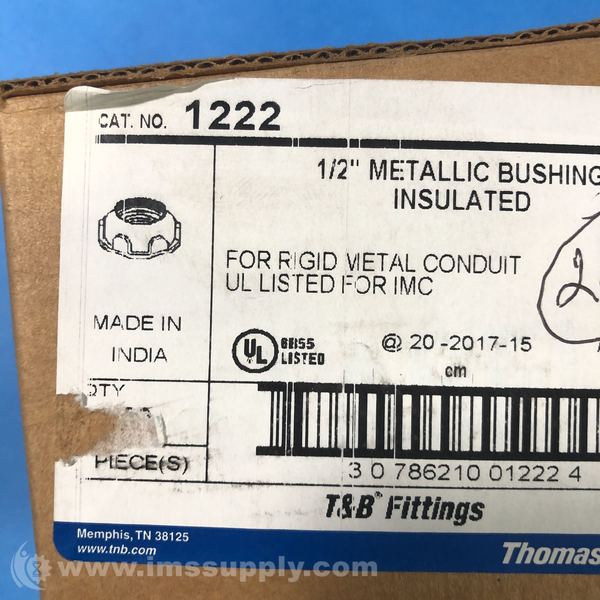 CAT. NO. 1222
1/2" METALLIC BUSHING
INSULATED
FOR RIGID METAL CONDUIT
UL LISTED FOR IMC
MADE IN
INDIA
UL
LISTED
@ 20-2017-15
cm
QTY
PIECE(S)
3 0 786210 01222 4
T&B® Fittings
Memphis, TN 38125
www.tnb.com
Thomas
www.imssupply.com